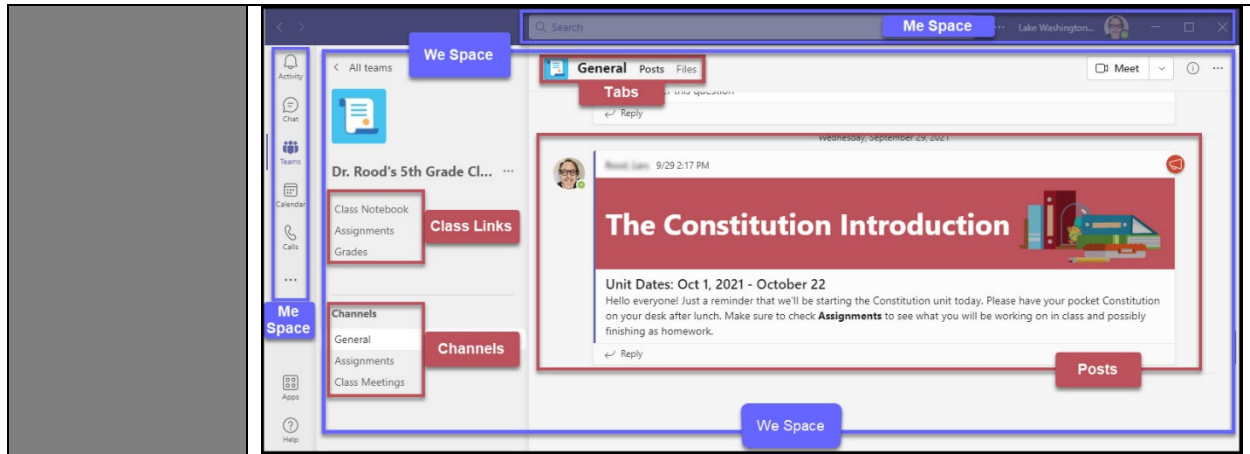 Search
Me Space
Lake Washington...
We Space
Activity
Chat
Teams
Calendar
Calls
Me
Space
Apps
Help
All teams
Dr. Rood's 5th Grade Cl...
Class Notebook
Assignments
Grades
Class Links
Channels
General
Assignments
Class Meetings
Channels
General Posts Files
Tabs
Meet
this question
Reply
Wednesday, September 29, 2021
9/29 2:17 PM
The Constitution Introduction
Unit Dates: Oct 1, 2021 - October 22
Hello everyone! Just a reminder that we'll be starting the Constitution unit today. Please have your pocket Constitution
on your desk after lunch. Make sure to check Assignments to see what you will be working on in class and possibly
finishing as homework.
Reply
Posts
We Space